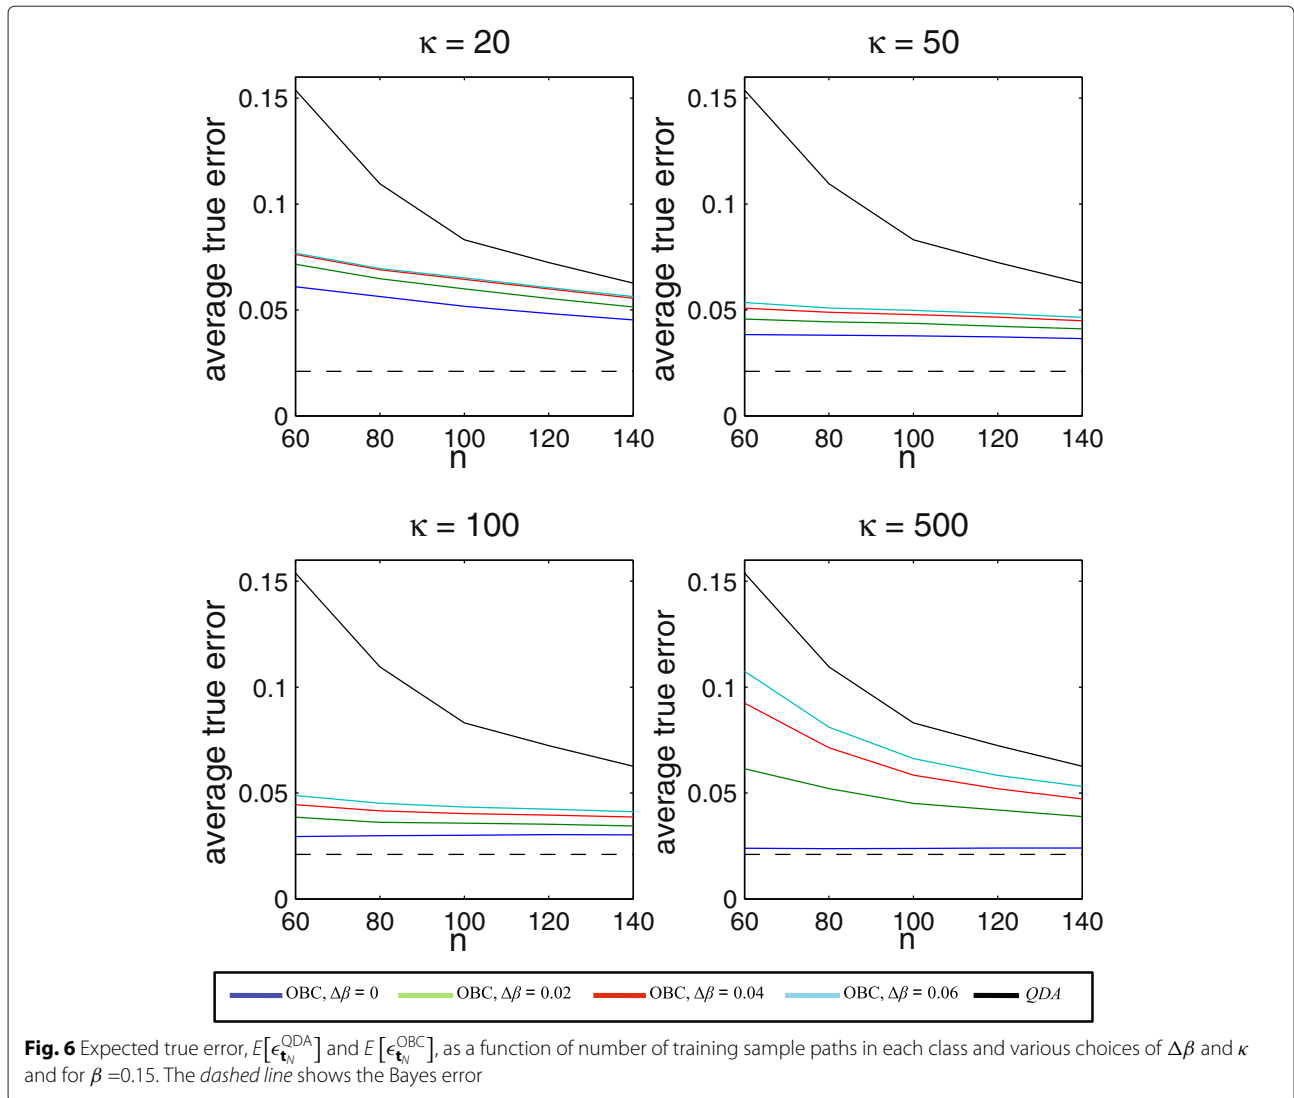 κ = 20
average true error
0.15
0.1
0.05
0
60 80 100 120 140
n
κ = 50
average true error
0.15
0.1
0.05
0
60 80 100 120 140
n
κ = 100
average true error
0.15
0.1
0.05
0
60 80 100 120 140
n
κ = 500
average true error
0.15
0.1
0.05
0
60 80 100 120 140
n
OBC, Δβ = 0 OBC, Δβ = 0.02 OBC, Δβ = 0.04 OBC, Δβ = 0.06 QDA
Fig. 6 Expected true error, E[ϵ_{t_N}^{QDA}] and E [ϵ_{t_N}^{OBC}], as a function of number of training sample paths in each class and various choices of Δβ and κ
and for β =0.15. The dashed line shows the Bayes error